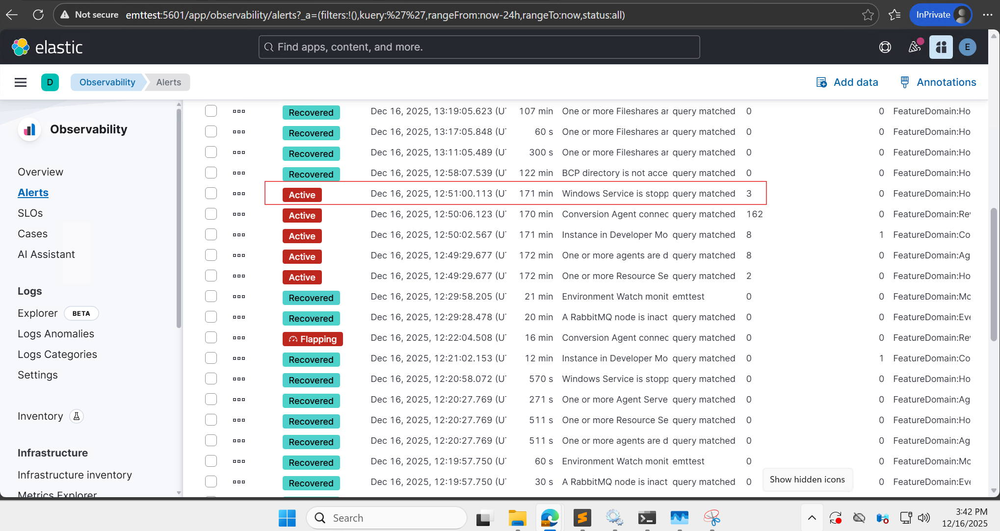 Not secure emttest:5601/app/observability/alerts?_a=(filters:!(),kuery:%27%27,rangeFrom:now-24h,rangeTo:now,status:all) InPrivate
elastic Find apps, content, and more. E
D Observability Alerts Add data Annotations
Observability
Overview
Alerts
SLOs
Cases
AI Assistant
Logs
Explorer BETA
Logs Anomalies
Logs Categories
Settings
Inventory
Infrastructure
Infrastructure inventory
Metrics Explorer
Recovered Dec 16, 2025, 13:19:05.623 (U 107 min One or more Fileshares ar query matched 0 0 FeatureDomain:Ho
Recovered Dec 16, 2025, 13:17:05.848 (U 60 s One or more Fileshares ar query matched 0 0 FeatureDomain:Ho
Recovered Dec 16, 2025, 13:11:05.489 (U 300 s One or more Fileshares ar query matched 0 0 FeatureDomain:Ho
Recovered Dec 16, 2025, 12:58:07.539 (U 122 min BCP directory is not acce query matched 0 0 FeatureDomain:Ho
Active Dec 16, 2025, 12:51:00.113 (U 171 min Windows Service is stopp query matched 3 0 FeatureDomain:Ho
Active Dec 16, 2025, 12:50:06.123 (U 170 min Conversion Agent connec query matched 162 0 FeatureDomain:Re
Active Dec 16, 2025, 12:50:02.567 (U 171 min Instance in Developer Mo query matched 8 1 FeatureDomain:Co
Active Dec 16, 2025, 12:49:29.677 (U 172 min One or more agents are d query matched 8 0 FeatureDomain:Ag
Active Dec 16, 2025, 12:49:29.677 (U 172 min One or more Resource Se query matched 2 0 FeatureDomain:Ho
Recovered Dec 16, 2025, 12:29:58.205 (U 21 min Environment Watch monit emttest 0 0 FeatureDomain:Mo
Recovered Dec 16, 2025, 12:29:28.478 (U 20 min A RabbitMQ node is inact query matched 0 0 FeatureDomain:Eve
Flapping Dec 16, 2025, 12:22:04.508 (U 16 min Conversion Agent connec query matched 0 0 FeatureDomain:Re
Recovered Dec 16, 2025, 12:21:02.153 (U 12 min Instance in Developer Mo query matched 0 1 FeatureDomain:Co
Recovered Dec 16, 2025, 12:20:58.072 (U 570 s Windows Service is stopp query matched 0 0 FeatureDomain:Ho
Recovered Dec 16, 2025, 12:20:27.769 (U 271 s One or more Agent Serve query matched 0 0 FeatureDomain:Ag
Recovered Dec 16, 2025, 12:20:27.769 (U 511 s One or more Resource Se query matched 0 0 FeatureDomain:Ho
Recovered Dec 16, 2025, 12:20:27.769 (U 511 s One or more agents are d query matched 0 0 FeatureDomain:Ag
Recovered Dec 16, 2025, 12:19:57.750 (U 60 s Environment Watch monit emttest 0 0 FeatureDomain:Mo
Recovered Dec 16, 2025, 12:19:57.750 (U 30 s A RabbitMQ node is inact query matched 0 0 FeatureDomain:Eve
Show hidden icons
Search
3:42 PM
12/16/2025